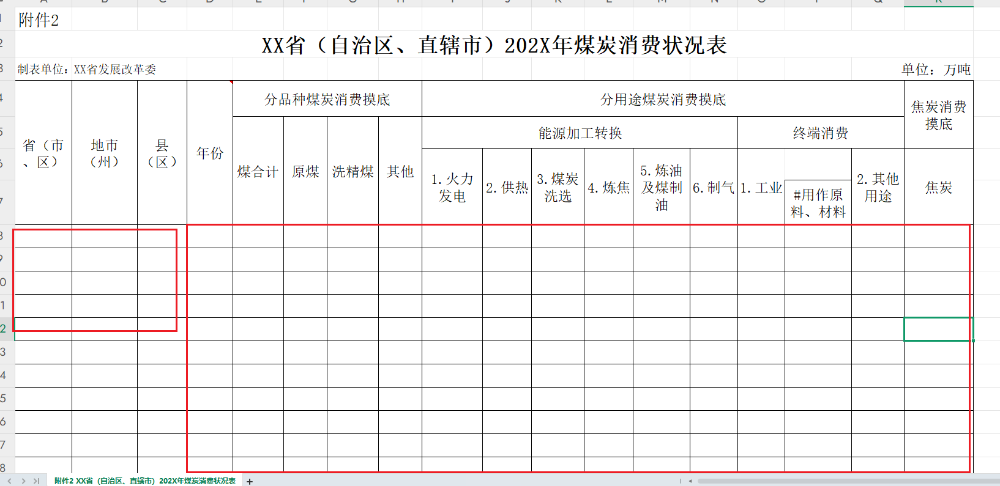 附件2
XX省（自治区、直辖市）202X年煤炭消费状况表
制表单位：XX省发展改革委
单位：万吨
省（市
、区）
地市
（州）
县
（区）
年份
分品种煤炭消费摸底
煤合计
原煤
洗精煤
其他
分用途煤炭消费摸底
能源加工转换
1.火力
发电
2.供热
3.煤炭
洗选
4.炼焦
5.炼油
及煤制
油
6.制气
终端消费
1.工业
#用作原
料、材料
2.其他
用途
焦炭消费
摸底
焦炭
附件2 XX省（自治区、直辖市）202X年煤炭消费状况表